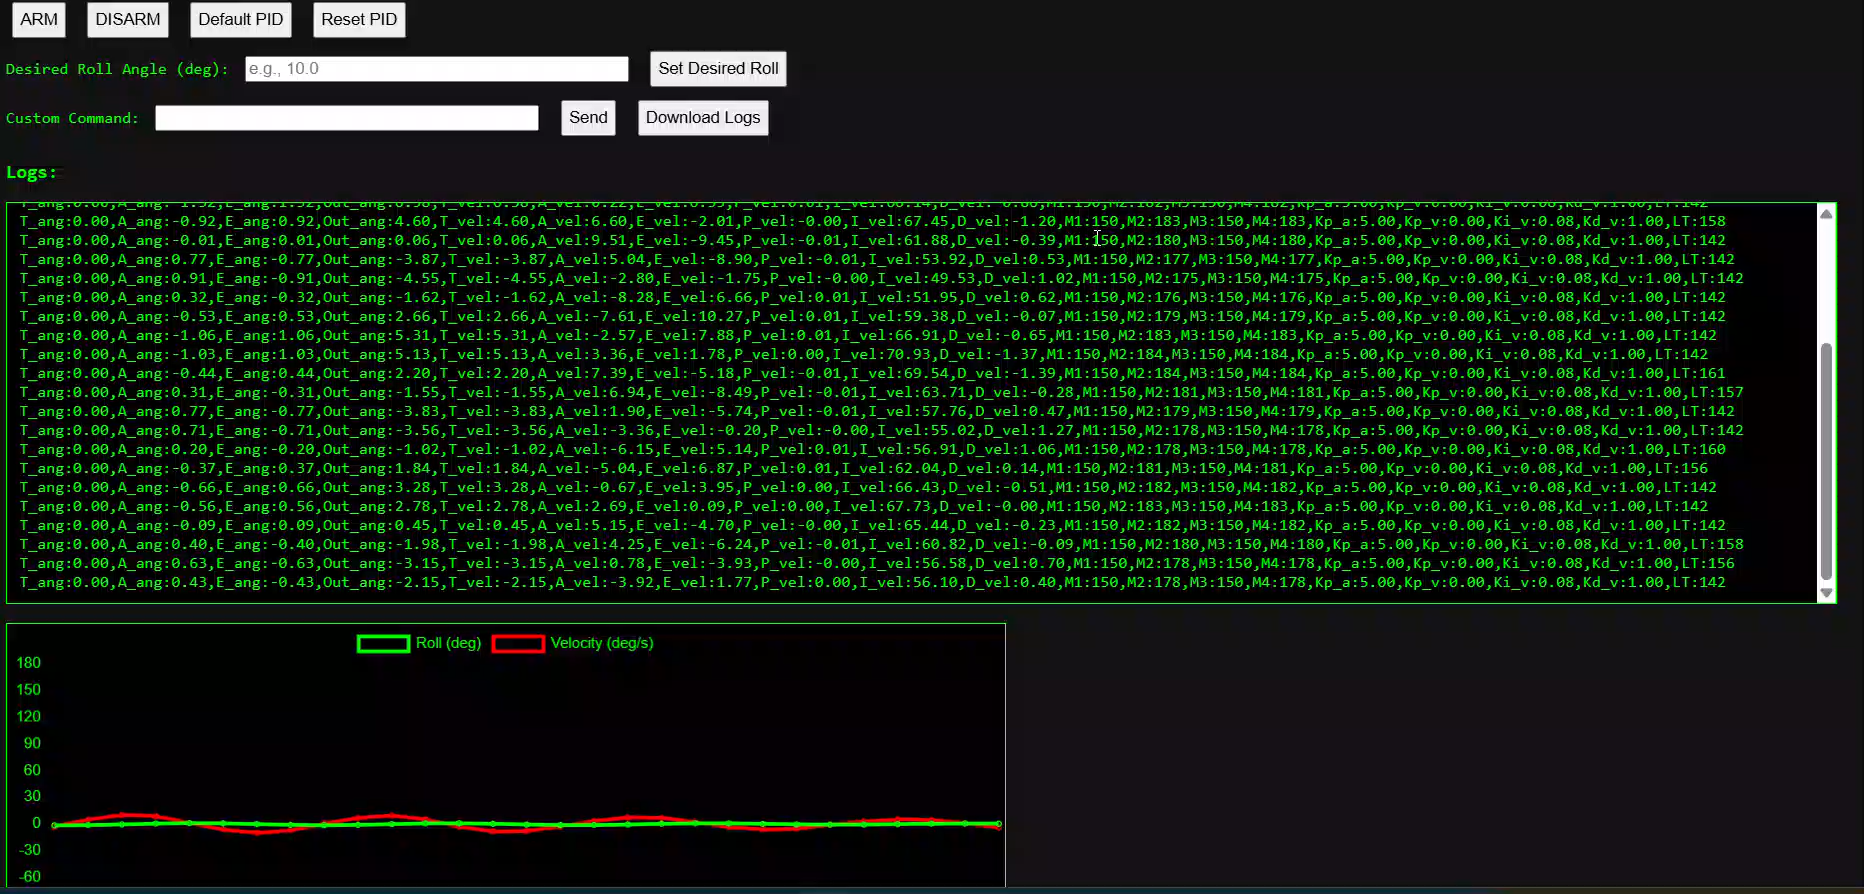 ARM DISARM Default PID Reset PID
Desired Roll Angle (deg): e.g., 10.0 Set Desired Roll
Custom Command: Send Download Logs
Logs:
T_ang:0.00,A_ang:-0.92,E_ang:0.92,Out_ang:4.60,T_vel:4.60,A_vel:6.60,E_vel:-2.01,P_vel:-0.00,I_vel:67.45,D_vel:-1.20,M1:150,M2:183,M3:150,M4:183,Kp_a:5.00,Kp_v:0.00,Ki_v:0.08,Kd_v:1.00,LT:158
T_ang:0.00,A_ang:-0.01,E_ang:0.01,Out_ang:0.06,T_vel:0.06,A_vel:9.51,E_vel:-9.45,P_vel:-0.01,I_vel:61.88,D_vel:-0.39,M1:150,M2:180,M3:150,M4:180,Kp_a:5.00,Kp_v:0.00,Ki_v:0.08,Kd_v:1.00,LT:142
T_ang:0.00,A_ang:0.77,E_ang:-0.77,Out_ang:-3.87,T_vel:-3.87,A_vel:5.04,E_vel:-8.90,P_vel:-0.01,I_vel:53.92,D_vel:0.53,M1:150,M2:177,M3:150,M4:177,Kp_a:5.00,Kp_v:0.00,Ki_v:0.08,Kd_v:1.00,LT:142
T_ang:0.00,A_ang:0.91,E_ang:-0.91,Out_ang:-4.55,T_vel:-4.55,A_vel:-2.80,E_vel:-1.75,P_vel:-0.00,I_vel:49.53,D_vel:1.02,M1:150,M2:175,M3:150,M4:175,Kp_a:5.00,Kp_v:0.00,Ki_v:0.08,Kd_v:1.00,LT:142
T_ang:0.00,A_ang:0.32,E_ang:-0.32,Out_ang:-1.62,T_vel:-1.62,A_vel:-8.28,E_vel:6.66,P_vel:0.01,I_vel:51.95,D_vel:0.62,M1:150,M2:176,M3:150,M4:176,Kp_a:5.00,Kp_v:0.00,Ki_v:0.08,Kd_v:1.00,LT:142
T_ang:0.00,A_ang:-0.53,E_ang:0.53,Out_ang:2.66,T_vel:2.66,A_vel:-7.61,E_vel:10.27,P_vel:0.01,I_vel:59.38,D_vel:-0.07,M1:150,M2:179,M3:150,M4:179,Kp_a:5.00,Kp_v:0.00,Ki_v:0.08,Kd_v:1.00,LT:142
T_ang:0.00,A_ang:-1.06,E_ang:1.06,Out_ang:5.31,T_vel:5.31,A_vel:-2.57,E_vel:7.88,P_vel:0.01,I_vel:66.91,D_vel:-0.65,M1:150,M2:183,M3:150,M4:183,Kp_a:5.00,Kp_v:0.00,Ki_v:0.08,Kd_v:1.00,LT:142
T_ang:0.00,A_ang:-1.03,E_ang:1.03,Out_ang:5.13,T_vel:5.13,A_vel:3.36,E_vel:1.78,P_vel:0.00,I_vel:70.93,D_vel:-1.37,M1:150,M2:184,M3:150,M4:184,Kp_a:5.00,Kp_v:0.00,Ki_v:0.08,Kd_v:1.00,LT:142
T_ang:0.00,A_ang:-0.44,E_ang:0.44,Out_ang:2.20,T_vel:2.20,A_vel:7.39,E_vel:-5.18,P_vel:-0.01,I_vel:69.54,D_vel:-1.39,M1:150,M2:184,M3:150,M4:184,Kp_a:5.00,Kp_v:0.00,Ki_v:0.08,Kd_v:1.00,LT:161
T_ang:0.00,A_ang:0.31,E_ang:-0.31,Out_ang:-1.55,T_vel:-1.55,A_vel:6.94,E_vel:-8.49,P_vel:-0.01,I_vel:63.71,D_vel:-0.28,M1:150,M2:181,M3:150,M4:181,Kp_a:5.00,Kp_v:0.00,Ki_v:0.08,Kd_v:1.00,LT:157
T_ang:0.00,A_ang:0.77,E_ang:-0.77,Out_ang:-3.83,T_vel:-3.83,A_vel:1.90,E_vel:-5.74,P_vel:-0.01,I_vel:57.76,D_vel:0.47,M1:150,M2:179,M3:150,M4:179,Kp_a:5.00,Kp_v:0.00,Ki_v:0.08,Kd_v:1.00,LT:142
T_ang:0.00,A_ang:0.71,E_ang:-0.71,Out_ang:-3.56,T_vel:-3.56,A_vel:-3.36,E_vel:-0.20,P_vel:-0.00,I_vel:55.02,D_vel:1.27,M1:150,M2:178,M3:150,M4:178,Kp_a:5.00,Kp_v:0.00,Ki_v:0.08,Kd_v:1.00,LT:142
T_ang:0.00,A_ang:0.20,E_ang:-0.20,Out_ang:-1.02,T_vel:-1.02,A_vel:-6.15,E_vel:5.14,P_vel:0.01,I_vel:56.91,D_vel:1.06,M1:150,M2:178,M3:150,M4:178,Kp_a:5.00,Kp_v:0.00,Ki_v:0.08,Kd_v:1.00,LT:160
T_ang:0.00,A_ang:-0.37,E_ang:0.37,Out_ang:1.84,T_vel:1.84,A_vel:-5.04,E_vel:6.87,P_vel:0.01,I_vel:62.04,D_vel:0.14,M1:150,M2:181,M3:150,M4:181,Kp_a:5.00,Kp_v:0.00,Ki_v:0.08,Kd_v:1.00,LT:156
T_ang:0.00,A_ang:-0.66,E_ang:0.66,Out_ang:3.28,T_vel:3.28,A_vel:-0.67,E_vel:3.95,P_vel:0.00,I_vel:66.43,D_vel:-0.51,M1:150,M2:182,M3:150,M4:182,Kp_a:5.00,Kp_v:0.00,Ki_v:0.08,Kd_v:1.00,LT:142
T_ang:0.00,A_ang:-0.56,E_ang:0.56,Out_ang:2.78,T_vel:2.78,A_vel:2.69,E_vel:0.09,P_vel:0.00,I_vel:67.73,D_vel:-0.00,M1:150,M2:183,M3:150,M4:183,Kp_a:5.00,Kp_v:0.00,Ki_v:0.08,Kd_v:1.00,LT:142
T_ang:0.00,A_ang:-0.09,E_ang:0.09,Out_ang:0.45,T_vel:0.45,A_vel:5.15,E_vel:-4.70,P_vel:-0.00,I_vel:65.44,D_vel:-0.23,M1:150,M2:182,M3:150,M4:182,Kp_a:5.00,Kp_v:0.00,Ki_v:0.08,Kd_v:1.00,LT:142
T_ang:0.00,A_ang:0.40,E_ang:-0.40,Out_ang:-1.98,T_vel:-1.98,A_vel:4.25,E_vel:-6.24,P_vel:-0.01,I_vel:60.82,D_vel:-0.09,M1:150,M2:180,M3:150,M4:180,Kp_a:5.00,Kp_v:0.00,Ki_v:0.08,Kd_v:1.00,LT:158
T_ang:0.00,A_ang:0.63,E_ang:-0.63,Out_ang:-3.15,T_vel:-3.15,A_vel:0.78,E_vel:-3.93,P_vel:-0.00,I_vel:56.58,D_vel:0.70,M1:150,M2:178,M3:150,M4:178,Kp_a:5.00,Kp_v:0.00,Ki_v:0.08,Kd_v:1.00,LT:156
T_ang:0.00,A_ang:0.43,E_ang:-0.43,Out_ang:-2.15,T_vel:-2.15,A_vel:-3.92,E_vel:1.77,P_vel:0.00,I_vel:56.10,D_vel:0.40,M1:150,M2:178,M3:150,M4:178,Kp_a:5.00,Kp_v:0.00,Ki_v:0.08,Kd_v:1.00,LT:142
Roll (deg) Velocity (deg/s)
180
150
120
90
60
30
0
-30
-60